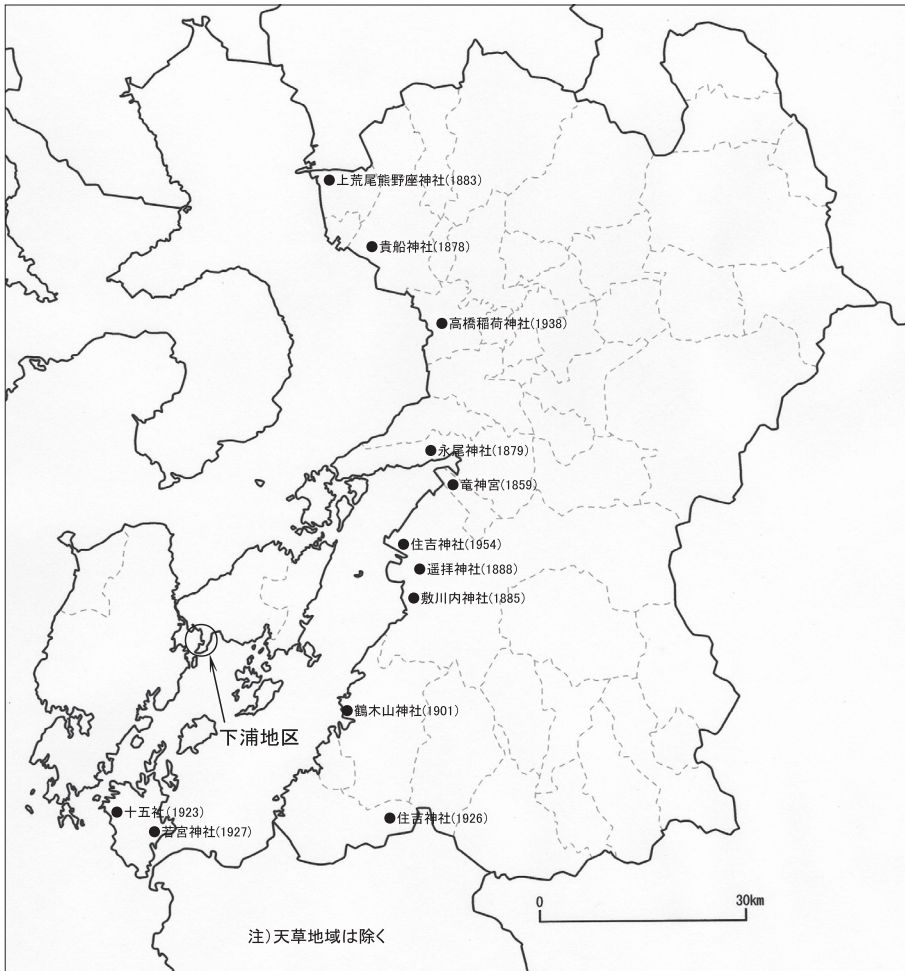 上荒尾熊野座神社(1883)
貴船神社(1878)
高橋稲荷神社(1938)
永尾神社(1879)
竜神宮(1859)
住吉神社(1954)
遥拝神社(1888)
敷川内神社(1885)
鶴木山神社(1901)
下浦地区
十五社(1923)
住吉神社(1926)
若宮神社(1927)
0
30km
注)天草地域は除く